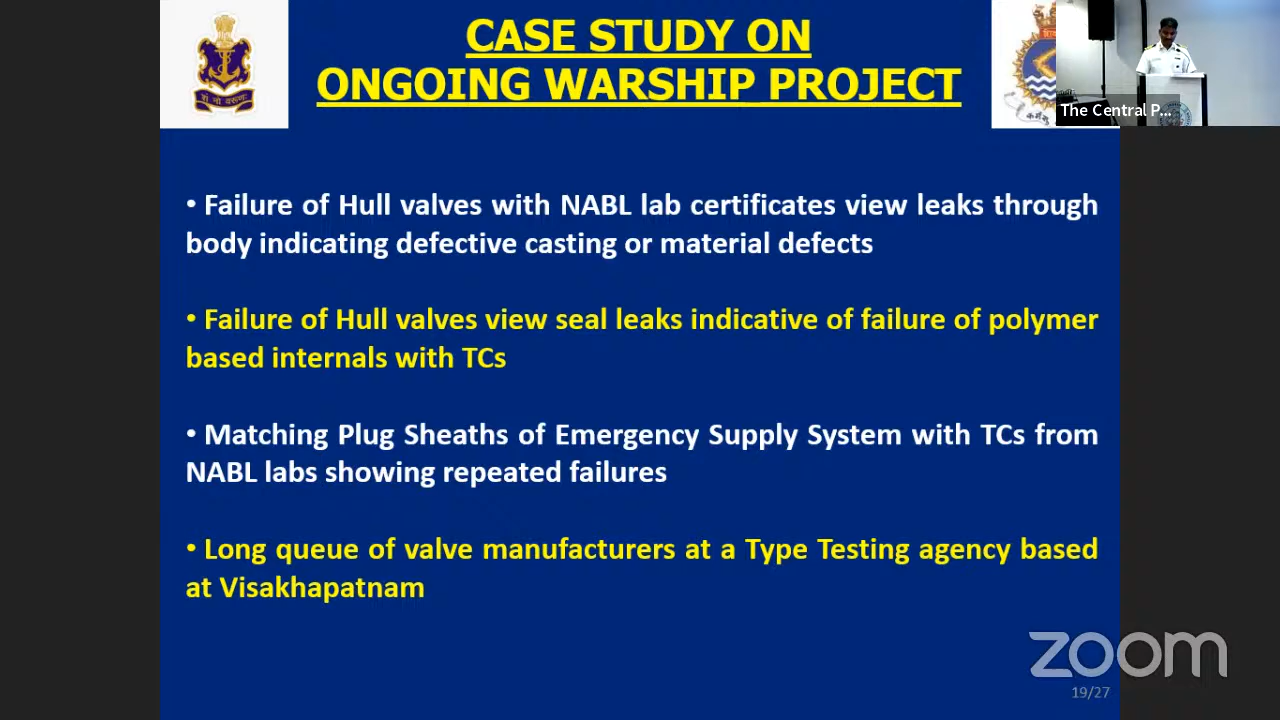 CASE STUDY ON
ONGOING WARSHIP PROJECT
The Central P...
• Failure of Hull valves with NABL lab certificates view leaks through
body indicating defective casting or material defects
• Failure of Hull valves view seal leaks indicative of failure of polymer
based internals with TCs
• Matching Plug Sheaths of Emergency Supply System with TCs from
NABL labs showing repeated failures
• Long queue of valve manufacturers at a Type Testing agency based
at Visakhapatnam
zoom
19/27